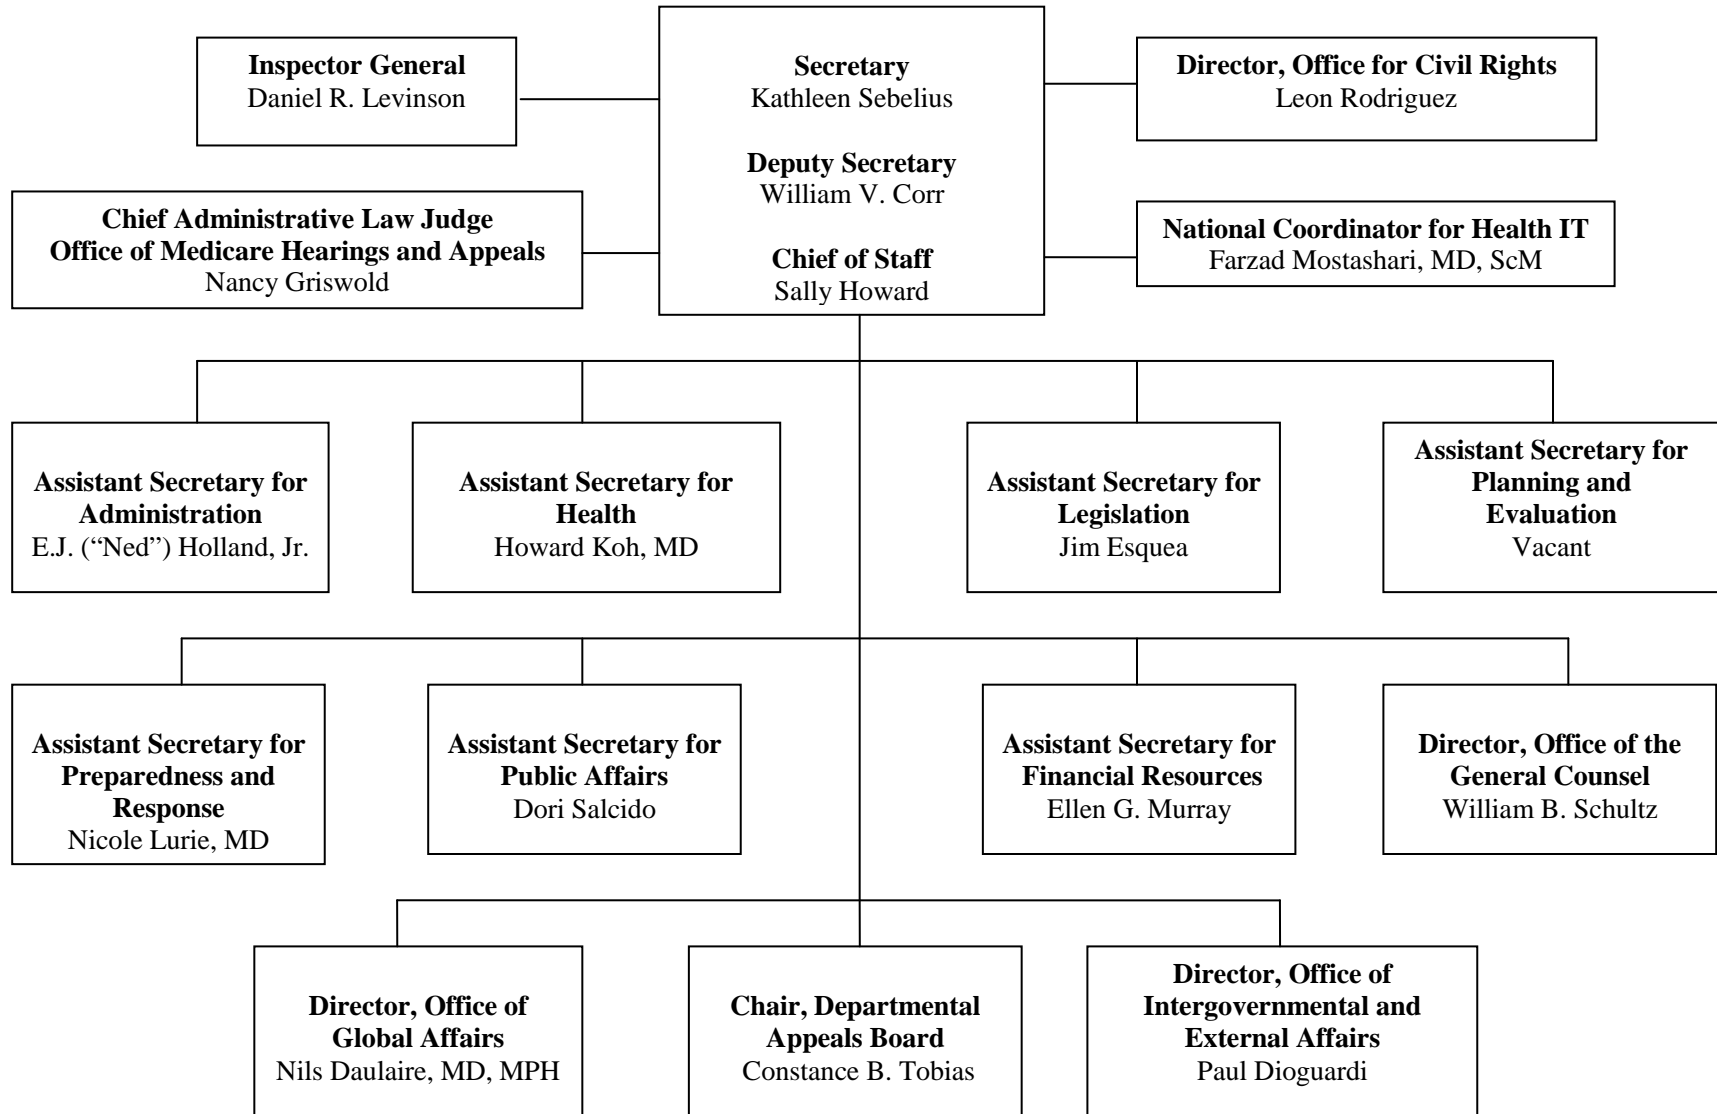 Inspector General
Daniel R. Levinson
Secretary
Kathleen Sebelius
Deputy Secretary
William V. Corr
Chief of Staff
Sally Howard
Director, Office for Civil Rights
Leon Rodriguez
Chief Administrative Law Judge
Office of Medicare Hearings and Appeals
Nancy Griswold
National Coordinator for Health IT
Farzad Mostashari, MD, ScM
Assistant Secretary for
Administration
E.J. (“Ned”) Holland, Jr.
Assistant Secretary for
Health
Howard Koh, MD
Assistant Secretary for
Legislation
Jim Esquea
Assistant Secretary for
Planning and
Evaluation
Vacant
Assistant Secretary for
Preparedness and
Response
Nicole Lurie, MD
Assistant Secretary for
Public Affairs
Dori Salcido
Assistant Secretary for
Financial Resources
Ellen G. Murray
Director, Office of the
General Counsel
William B. Schultz
Director, Office of
Global Affairs
Nils Daulaire, MD, MPH
Chair, Departmental
Appeals Board
Constance B. Tobias
Director, Office of
Intergovernmental and
External Affairs
Paul Dioguardi